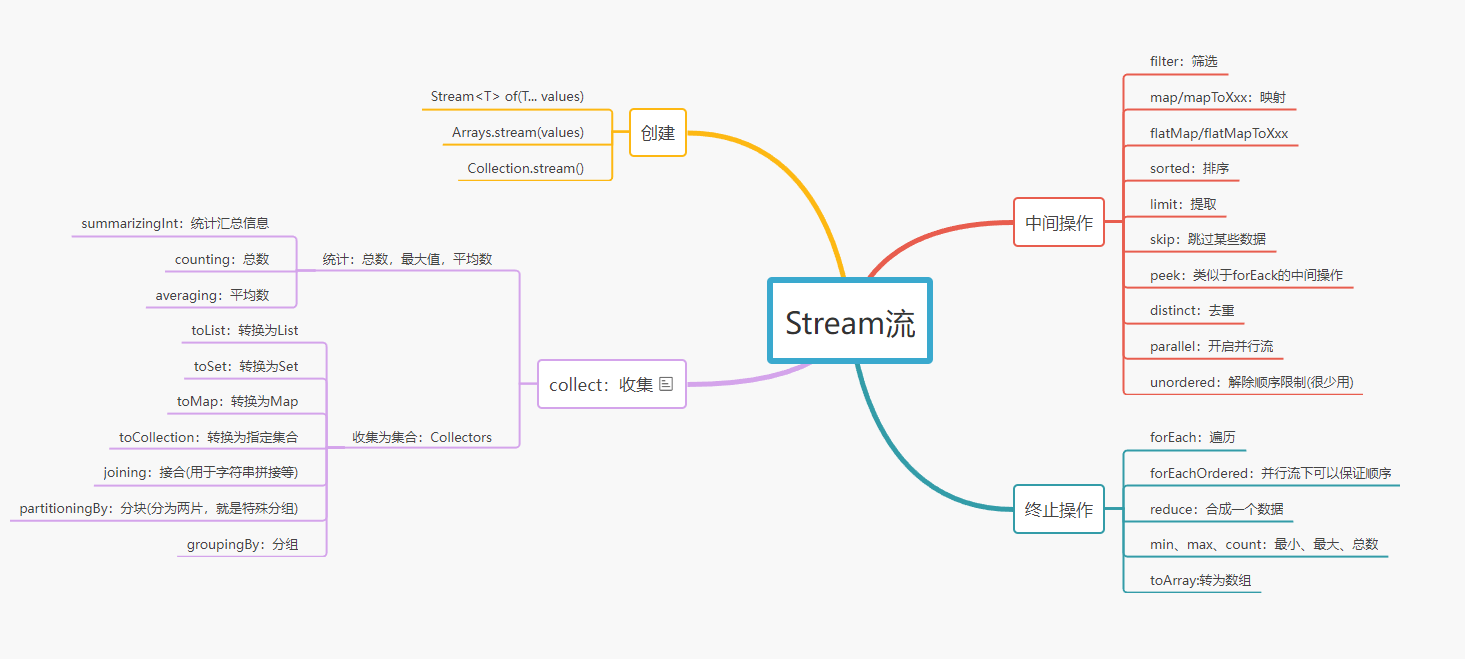 Stream流
创建
Stream<T> of(T... values)
Arrays.stream(values)
Collection.stream()
中间操作
filter：筛选
map/mapToXxx：映射
flatMap/flatMapToXxx
sorted：排序
limit：提取
skip：跳过某些数据
peek：类似于forEack的中间操作
distinct：去重
parallel：开启并行流
unordered：解除顺序限制(很少用)
collect：收集
统计：总数，最大值，平均数
summarizingInt：统计汇总信息
counting：总数
averaging：平均数
收集为集合：Collectors
toList：转换为List
toSet：转换为Set
toMap：转换为Map
toCollection：转换为指定集合
joining：接合(用于字符串拼接等)
partitioningBy：分块(分为两片，就是特殊分组)
groupingBy：分组
终止操作
forEach：遍历
forEachOrdered：并行流下可以保证顺序
reduce：合成一个数据
min、max、count：最小、最大、总数
toArray:转为数组